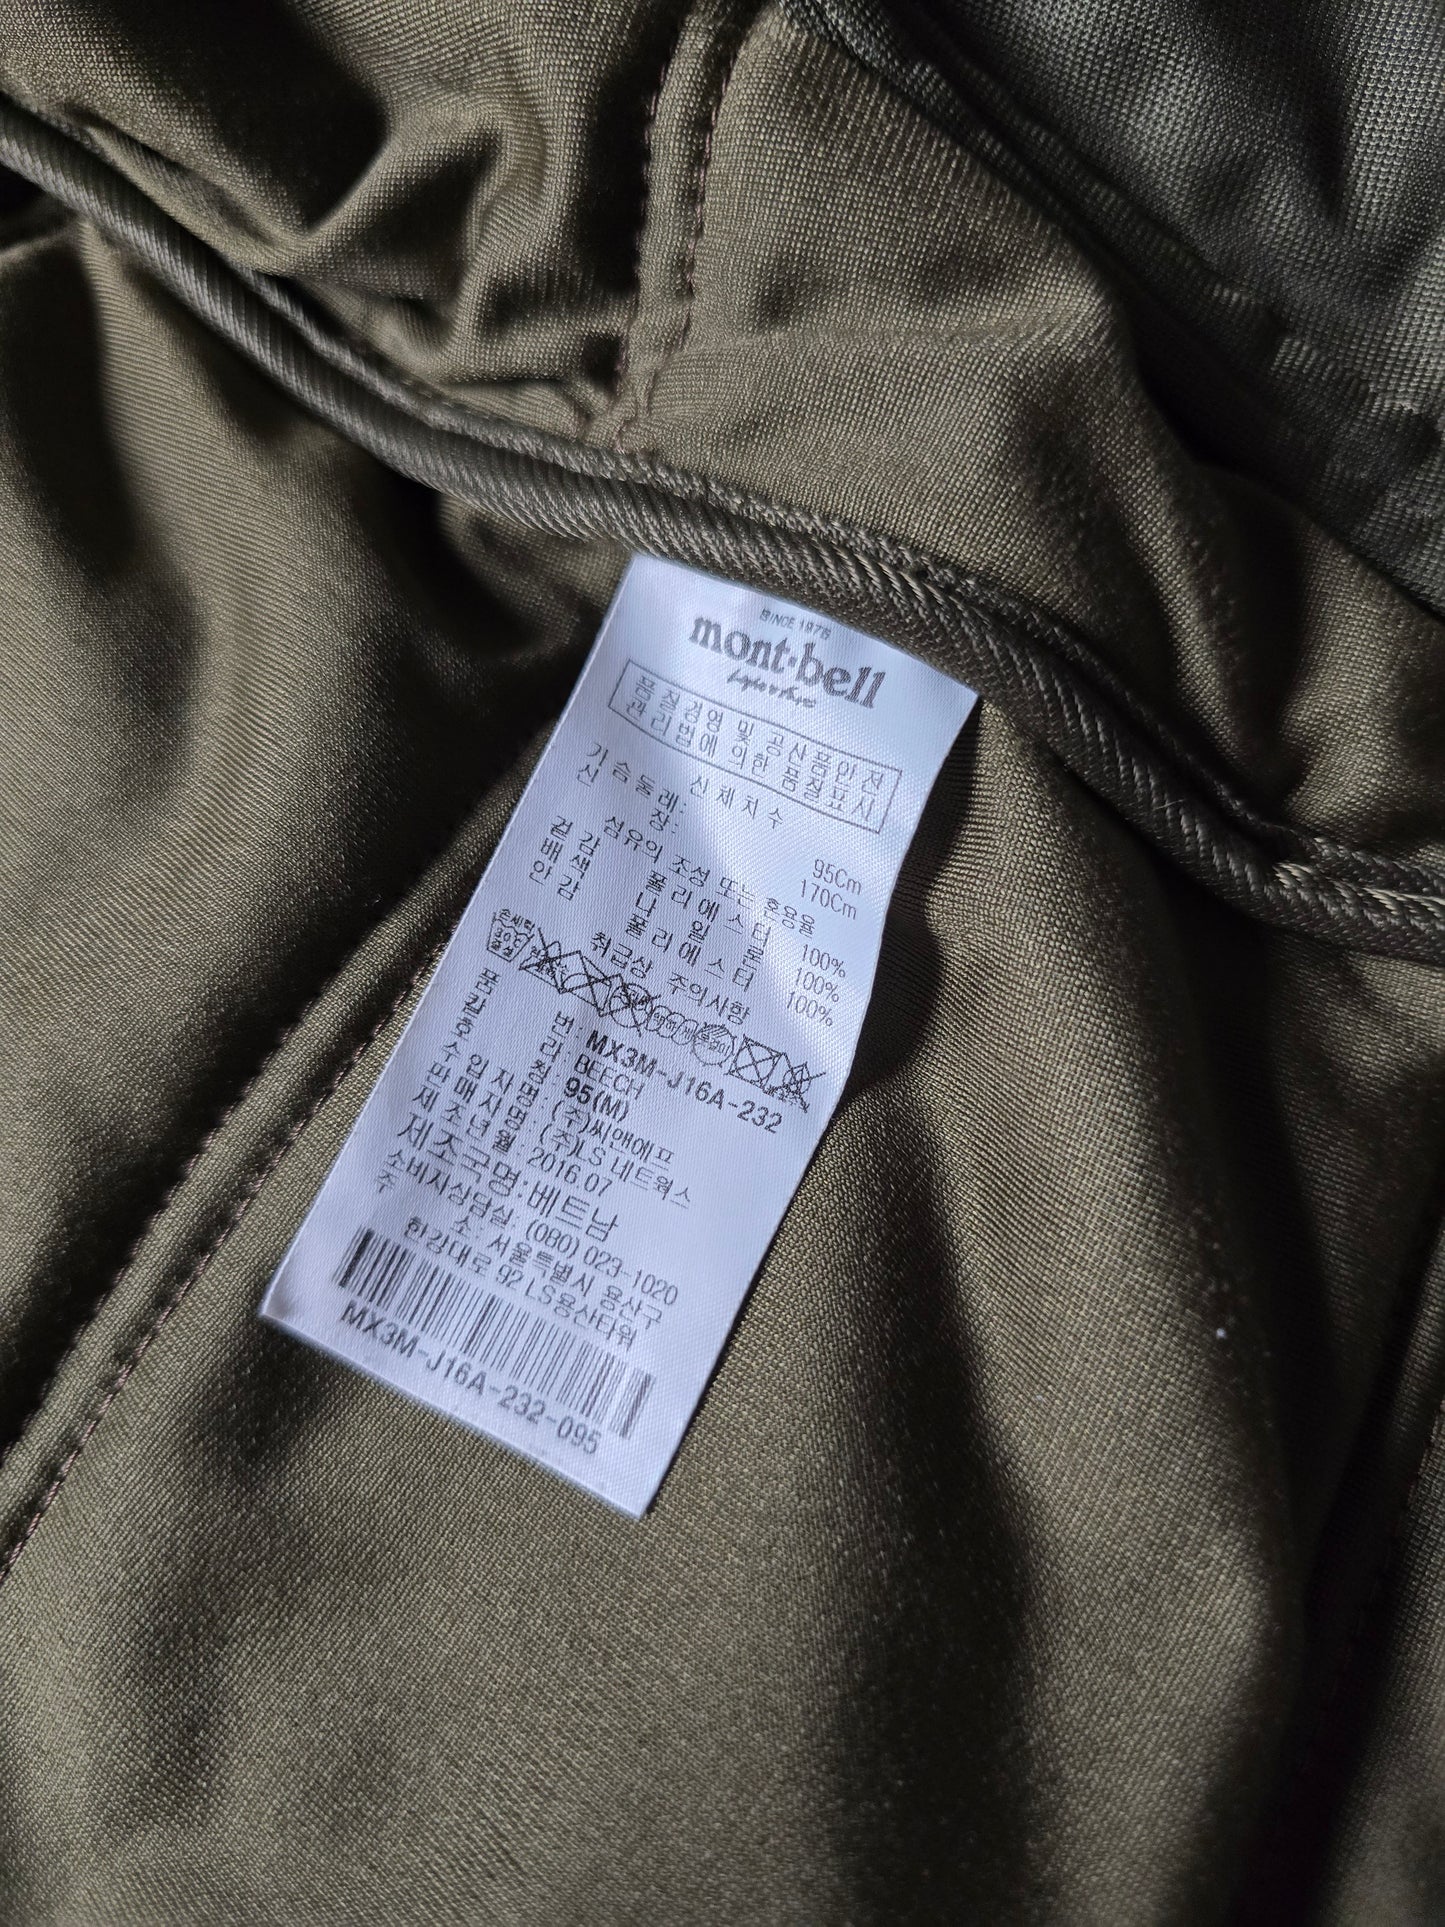 SINCE 1975
mont·bell
품질경영 및 공산품안전
관리법에 의한 품질표시
신체치수
가슴둘레: 95Cm
신장: 170Cm
섬유의 조성 또는 혼용율
겉감 폴리에스터 100%
배색 나일론 100%
안감 폴리에스터 100%
취급상 주의사항
품번: MX3M-J16A-232
칼라: BEECH
호칭: 95(M)
수입자명: (주)씨앤에프
판매자명: (주)LS 네트웍스
제조년월: 2016.07
제조국명: 베트남
소비자상담실: (080) 023-1020
주소: 서울특별시 용산구
한강대로 92 LS용산타워
MX3M-J16A-232-095